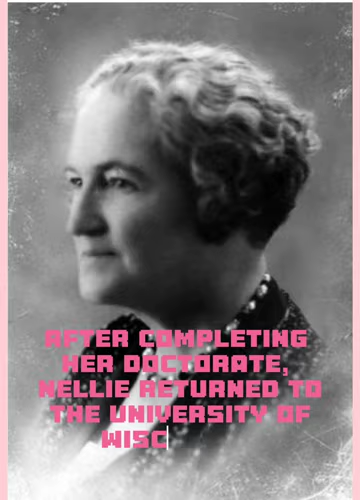 AFTER COMPLETING
HER DOCTORATE,
NELLIE RETURNED TO
THE UNIVERSITY OF
WISC